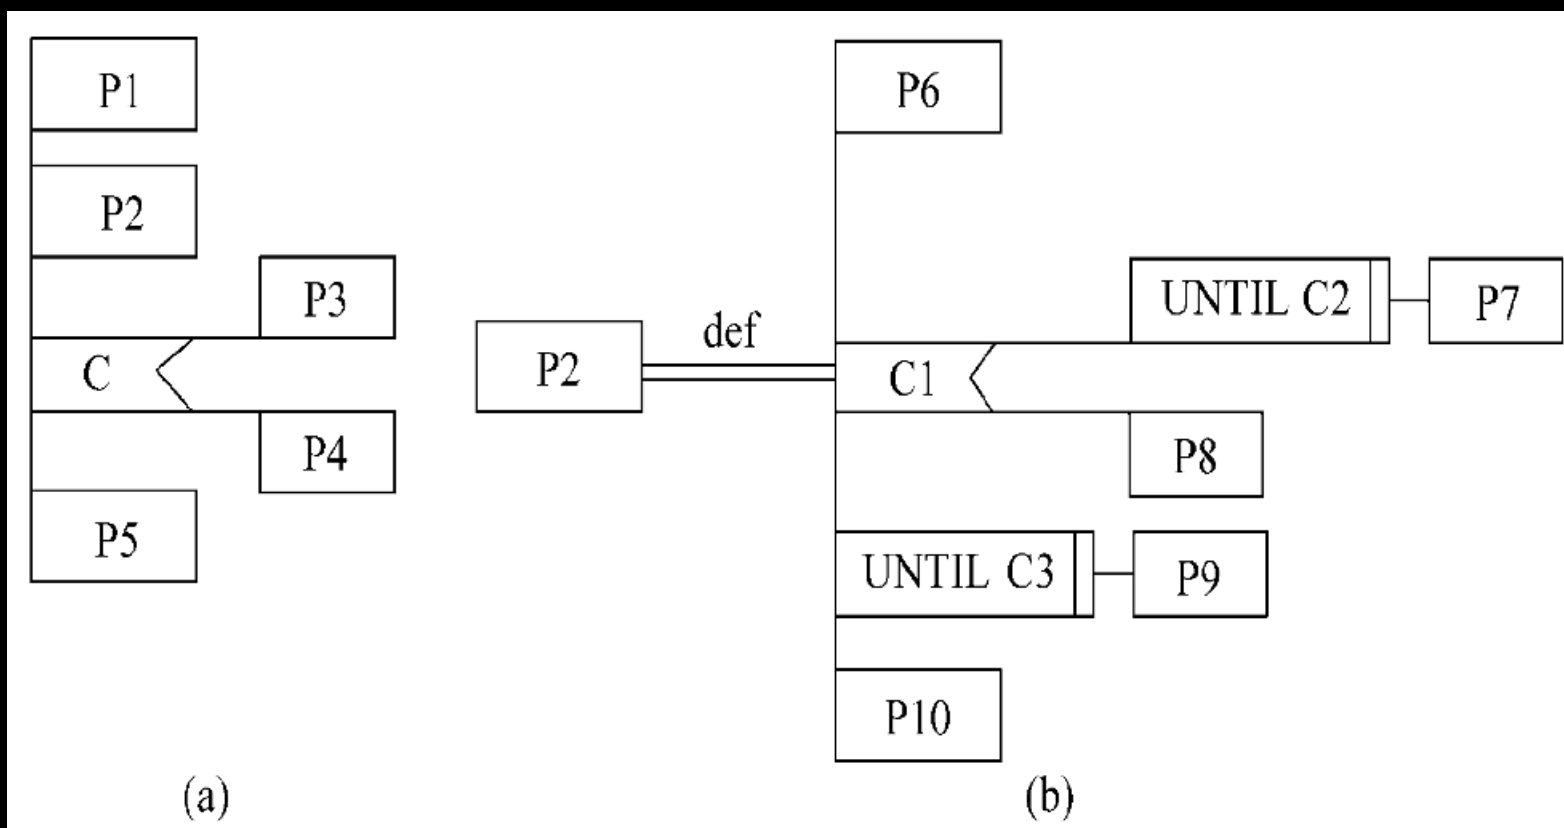 P1
P2
P3
C
P4
P5
(a)
P2
def
P6
UNTIL C2
P7
C1
P8
UNTIL C3
P9
P10
(b)